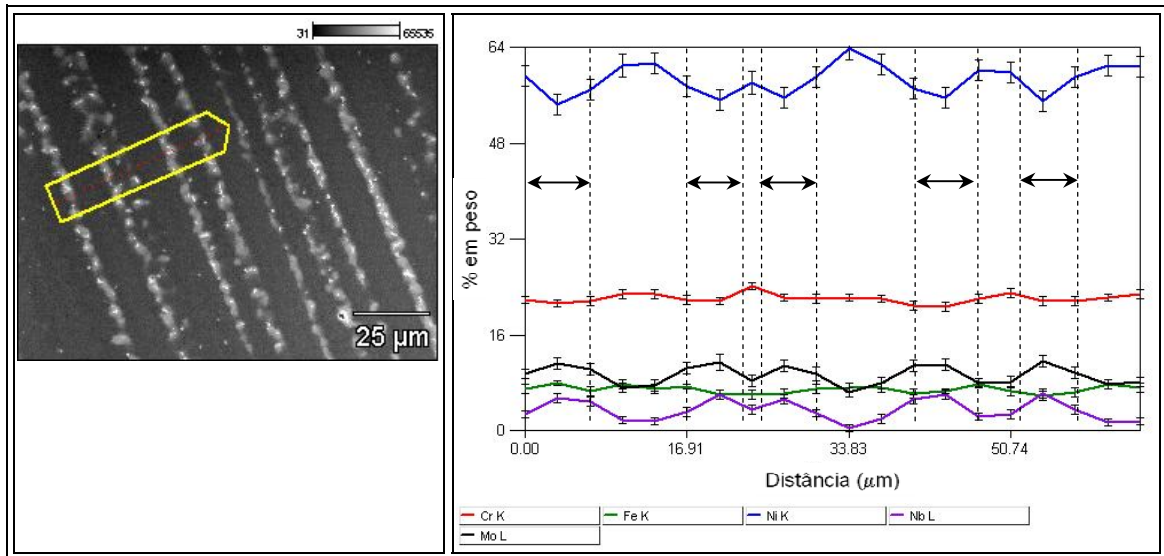 31 65535
25 µm
64
48
32
16
0
% em peso
0.00 16.91 33.83 50.74
Distância (µm)
Cr K Fe K Ni K Nb L
Mo L